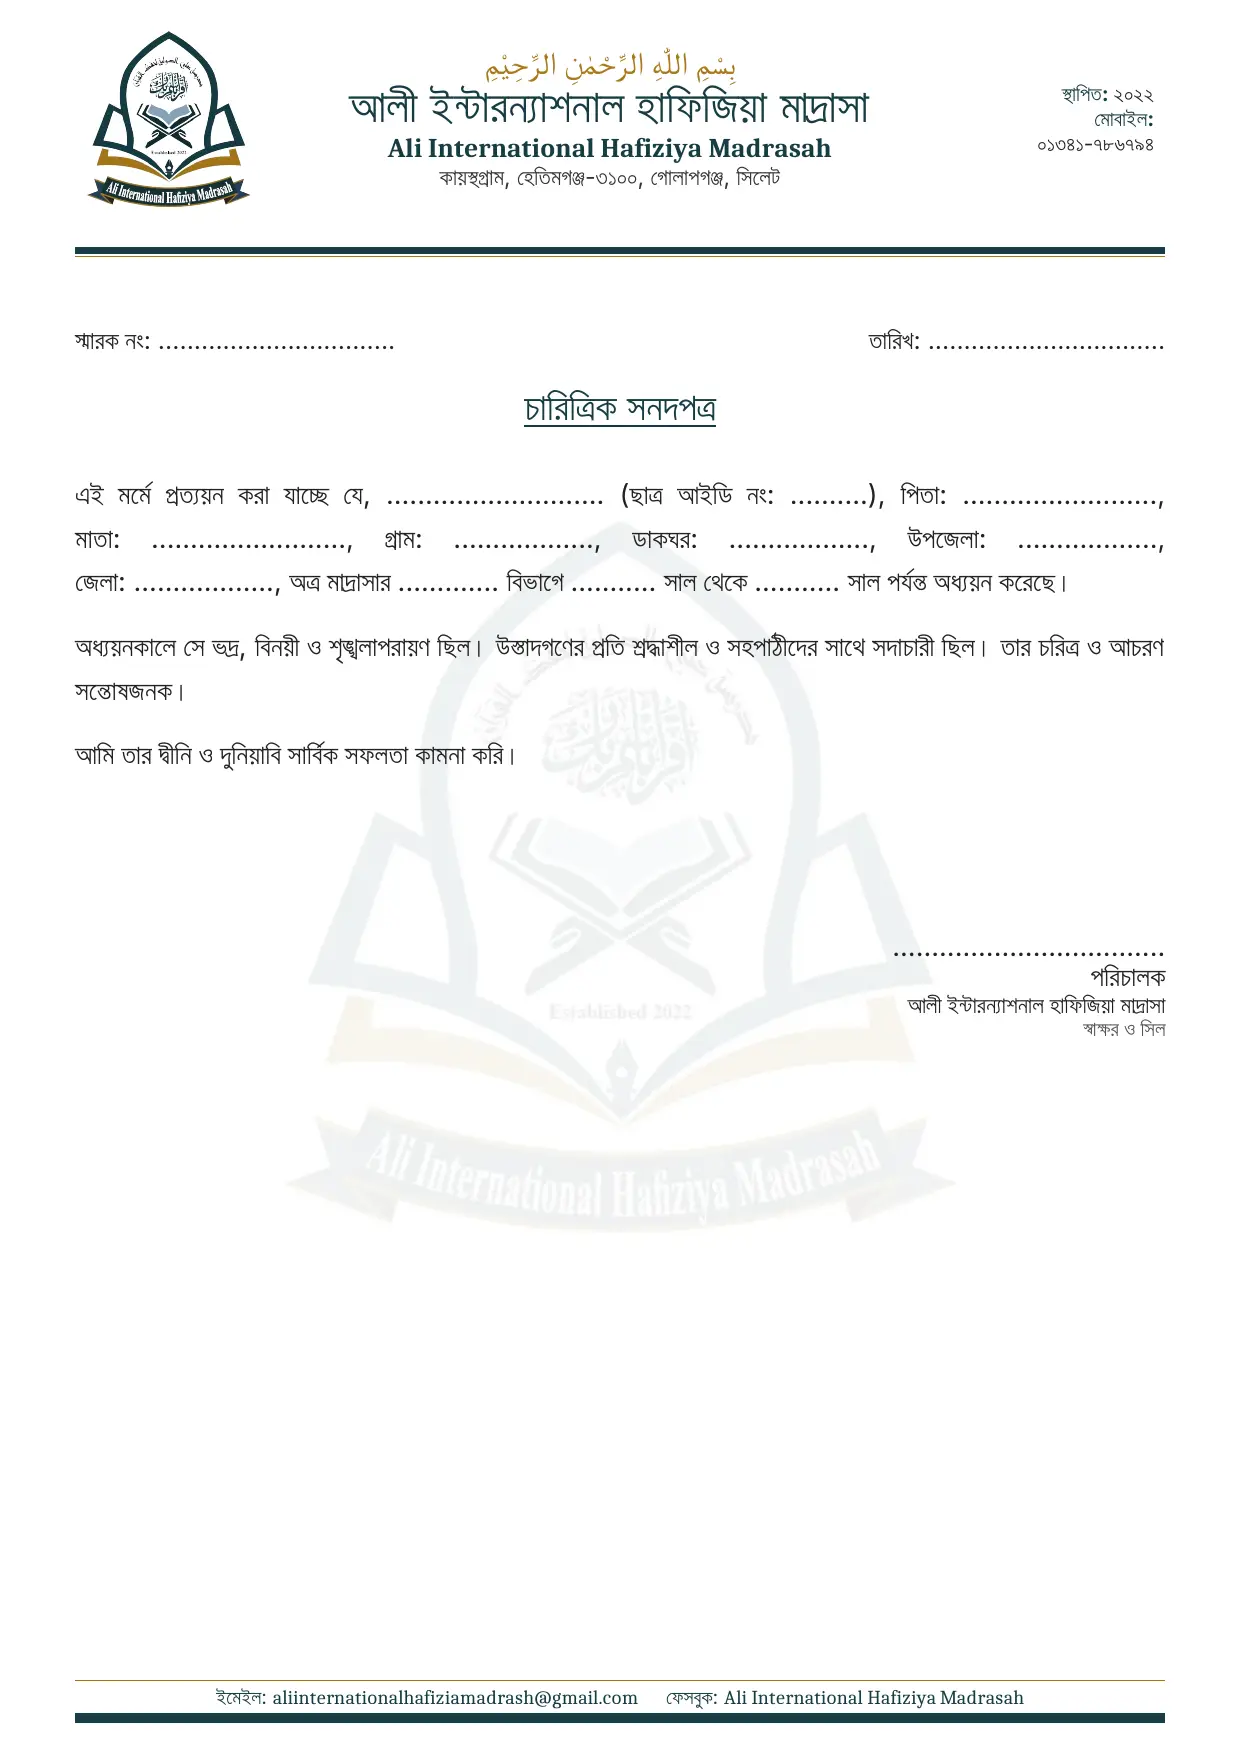 بِسْمِ اللهِ الرَّحْمٰنِ الرَّحِيْمِ
আলী ইন্টারন্যাশনাল হাফিজিয়া মাদ্রাসা
Ali International Hafiziya Madrasah
কায়স্থগ্রাম, হেতিমগঞ্জ-৩১০০, গোলাপগঞ্জ, সিলেট
স্থাপিত: ২০২২
মোবাইল:
০১৩৪১-৭৮৬৭৯৪
Established 2022
Ali International Hafiziya Madrasah
স্মারক নং: .................................
তারিখ: .................................
চারিত্রিক সনদপত্র
এই মর্মে প্রত্যয়ন করা যাচ্ছে যে, ............................ (ছাত্র আইডি নং: ..........), পিতা: .........................,
মাতা: ........................., গ্রাম: .................., ডাকঘর: .................., উপজেলা: ..................,
জেলা: .................., অত্র মাদ্রাসার ............. বিভাগে ........... সাল থেকে ........... সাল পর্যন্ত অধ্যয়ন করেছে।
অধ্যয়নকালে সে ভদ্র, বিনয়ী ও শৃঙ্খলাপরায়ণ ছিল। উস্তাদগণের প্রতি শ্রদ্ধাশীল ও সহপাঠীদের সাথে সদাচারী ছিল। তার চরিত্র ও আচরণ
সন্তোষজনক।
আমি তার দ্বীনি ও দুনিয়াবি সার্বিক সফলতা কামনা করি।
...................................
পরিচালক
আলী ইন্টারন্যাশনাল হাফিজিয়া মাদ্রাসা
স্বাক্ষর ও সিল
Established 2022
Ali International Hafiziya Madrasah
ইমেইল: aliinternationalhafiziamadrash@gmail.com ফেসবুক: Ali International Hafiziya Madrasah